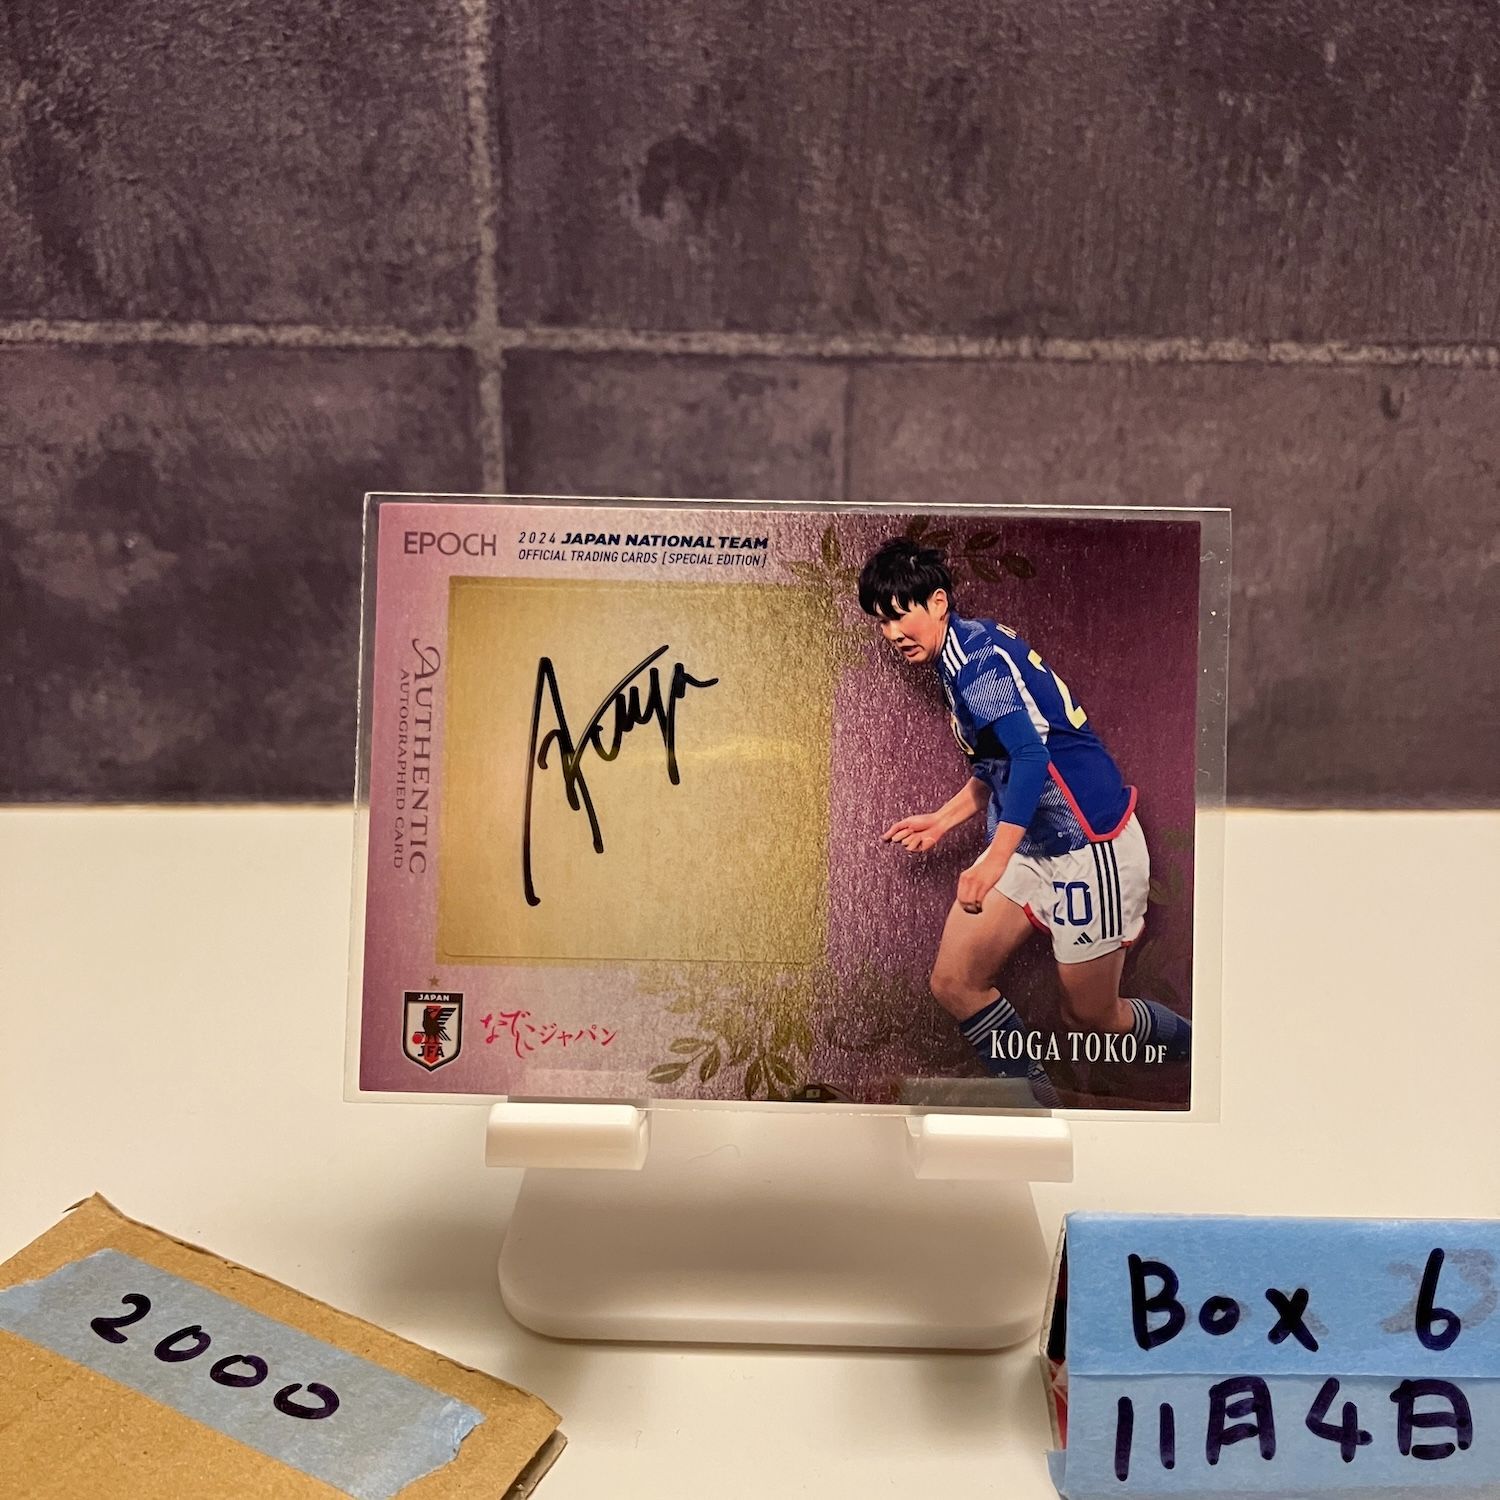 EPOCH
2024 JAPAN NATIONAL TEAM
OFFICIAL TRADING CARDS [SPECIAL EDITION]
AUTHENTIC
AUTOGRAPHED CARD
20
JAPAN
JFA
なでしこジャパン
KOGA TOKO DF
2000
Box 6
11月4日